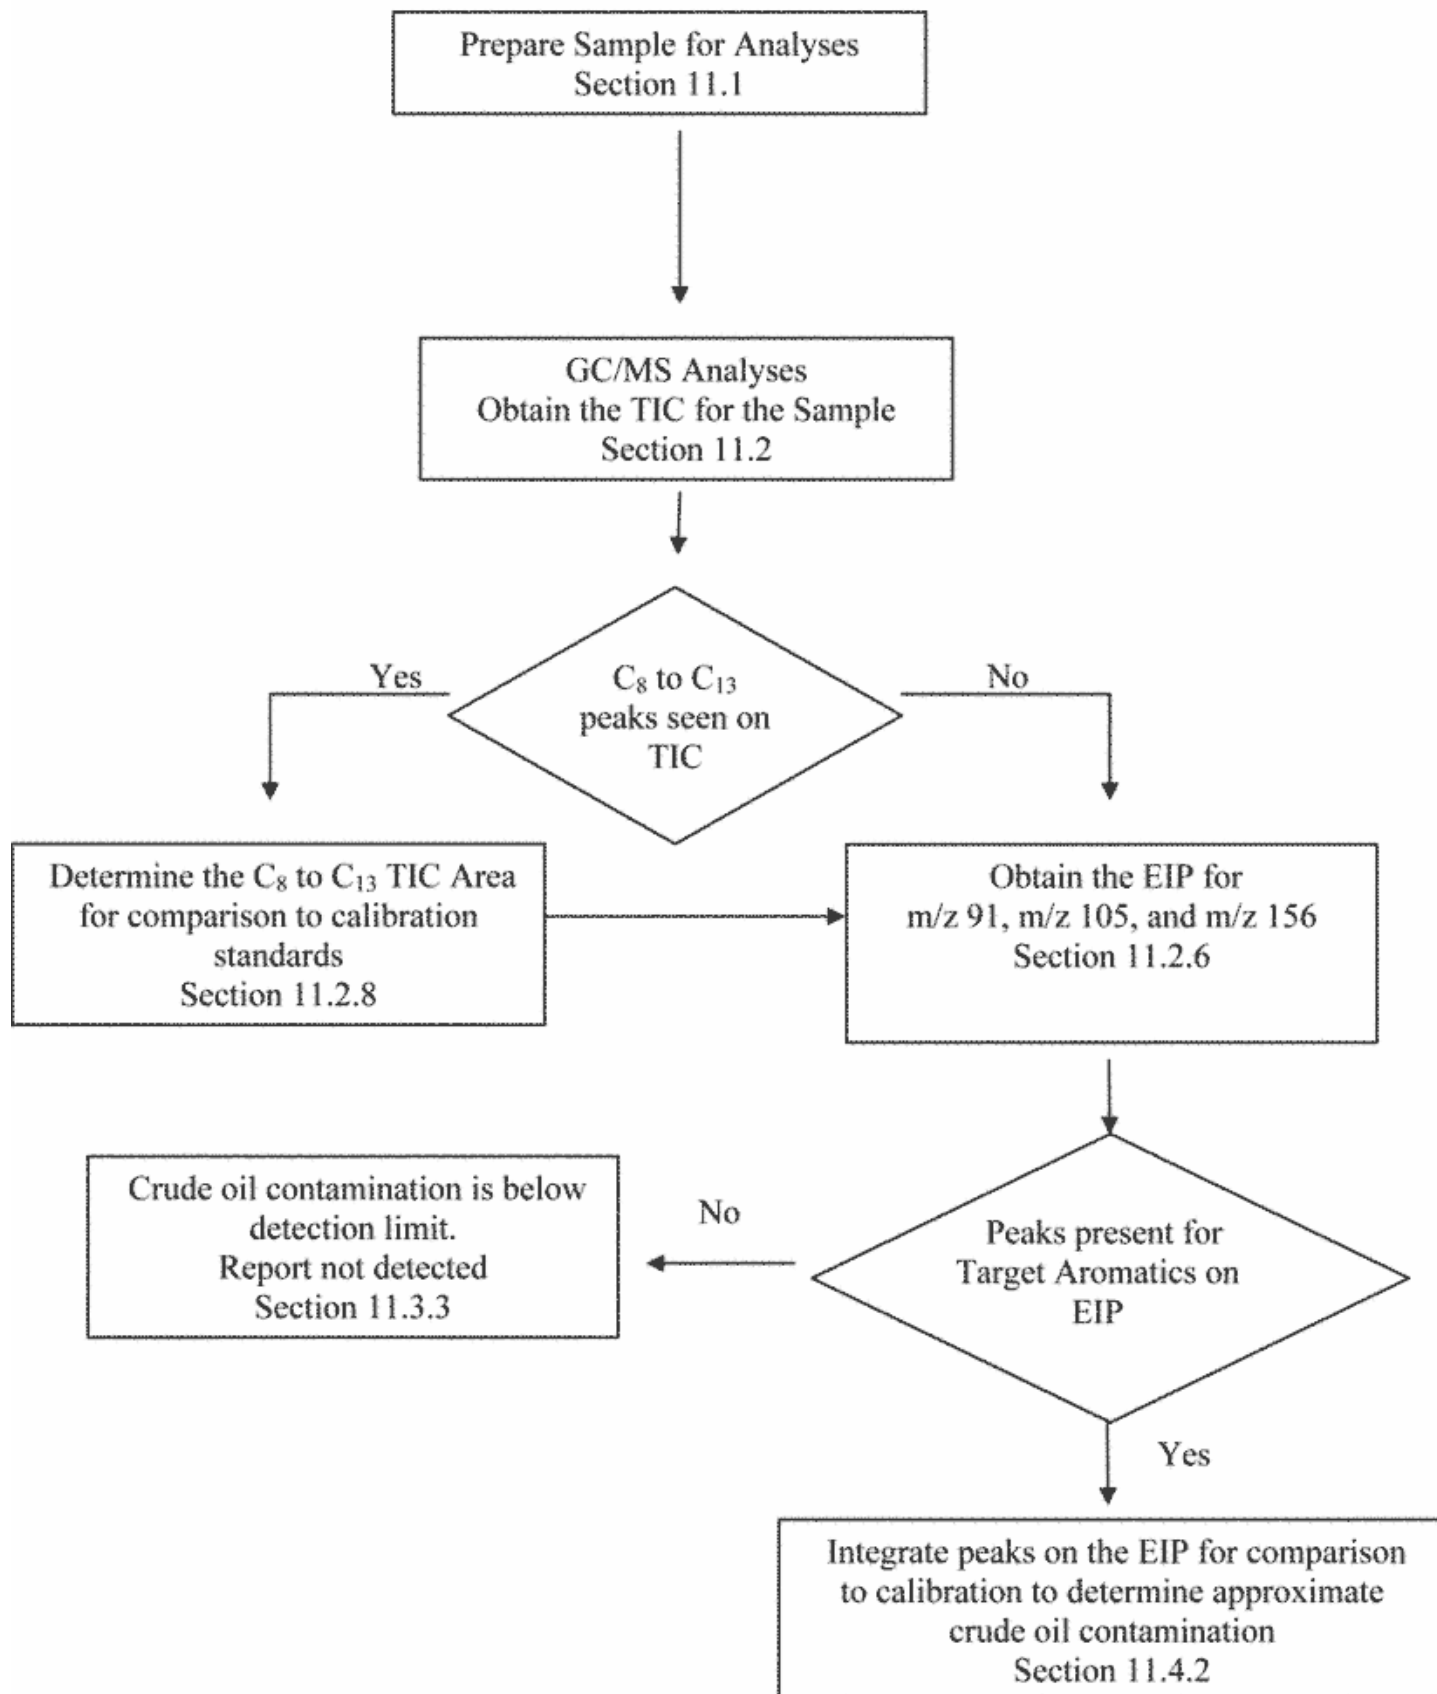 Prepare Sample for Analyses
Section 11.1
GC/MS Analyses
Obtain the TIC for the Sample
Section 11.2
Yes
C₈ to C₁₃
peaks seen on
TIC
No
Determine the C₈ to C₁₃ TIC Area
for comparison to calibration
standards
Section 11.2.8
Obtain the EIP for
m/z 91, m/z 105, and m/z 156
Section 11.2.6
Crude oil contamination is below
detection limit.
Report not detected
Section 11.3.3
No
Peaks present for
Target Aromatics on
EIP
Yes
Integrate peaks on the EIP for comparison
to calibration to determine approximate
crude oil contamination
Section 11.4.2